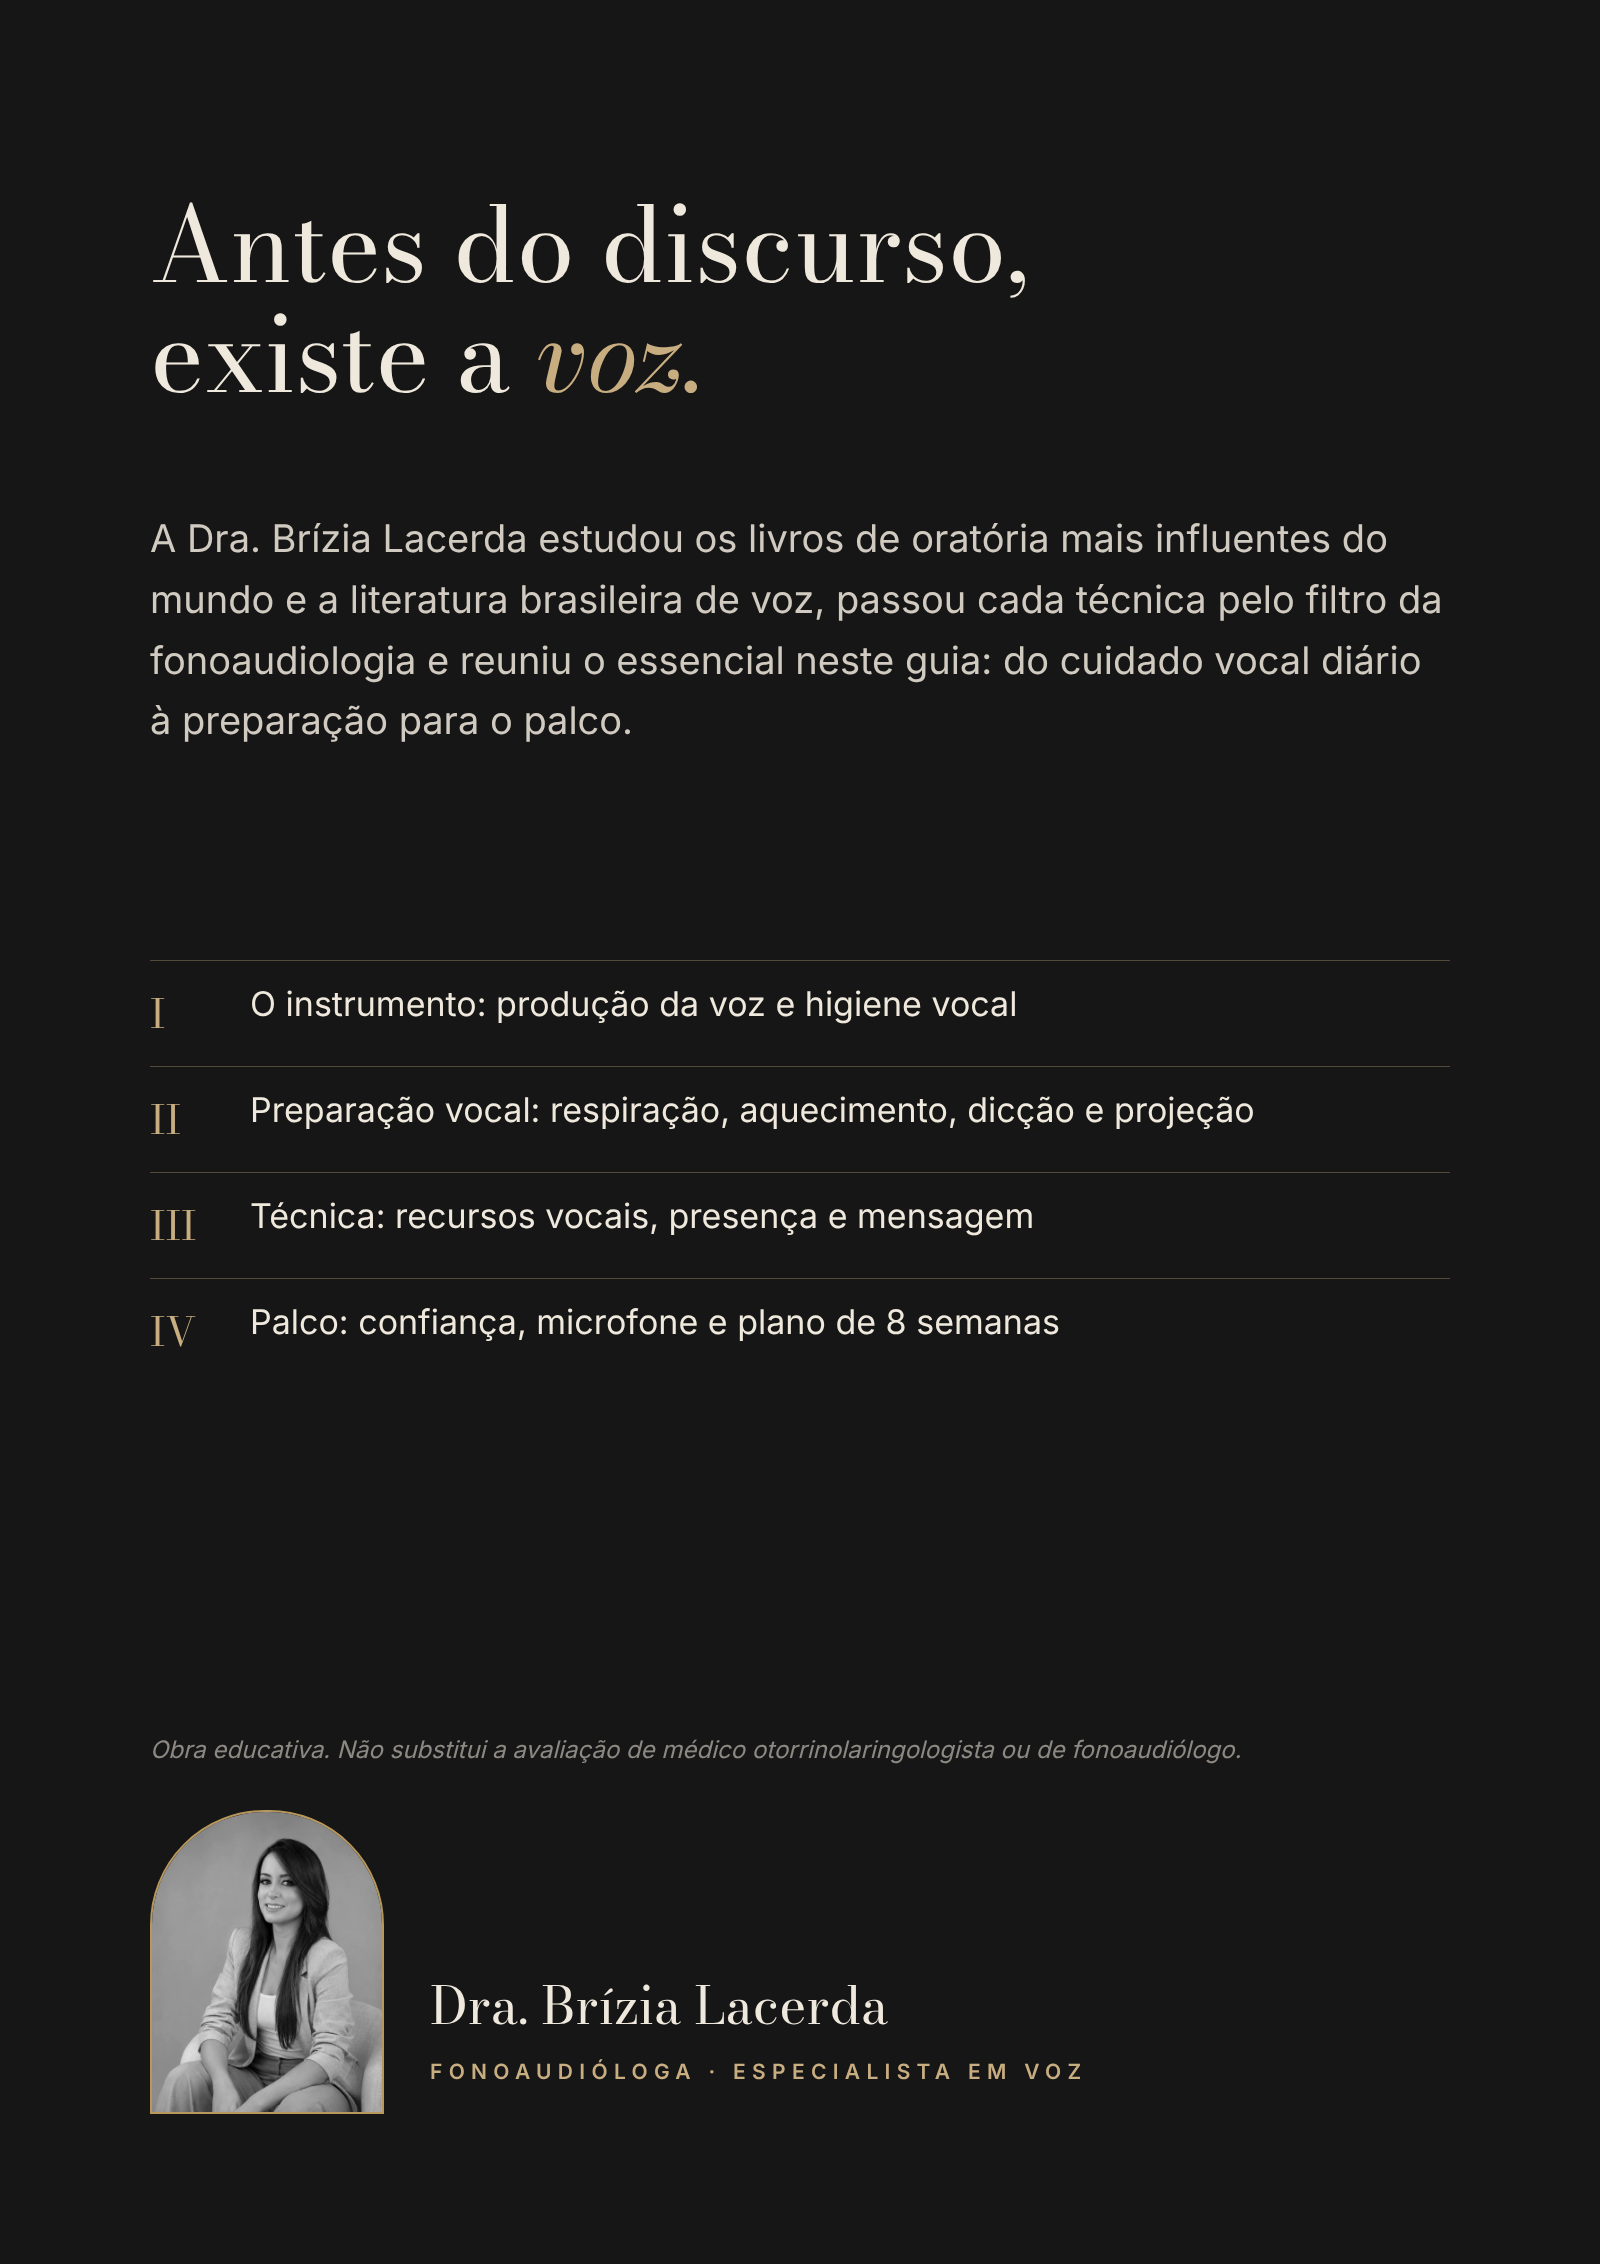 Antes do discurso,
existe a voz.
A Dra. Brízia Lacerda estudou os livros de oratória mais influentes do
mundo e a literatura brasileira de voz, passou cada técnica pelo filtro da
fonoaudiologia e reuniu o essencial neste guia: do cuidado vocal diário
à preparação para o palco.
I O instrumento: produção da voz e higiene vocal
II Preparação vocal: respiração, aquecimento, dicção e projeção
III Técnica: recursos vocais, presença e mensagem
IV Palco: confiança, microfone e plano de 8 semanas
Obra educativa. Não substitui a avaliação de médico otorrinolaringologista ou de fonoaudiólogo.
Dra. Brízia Lacerda
FONOAUDIÓLOGA · ESPECIALISTA EM VOZ